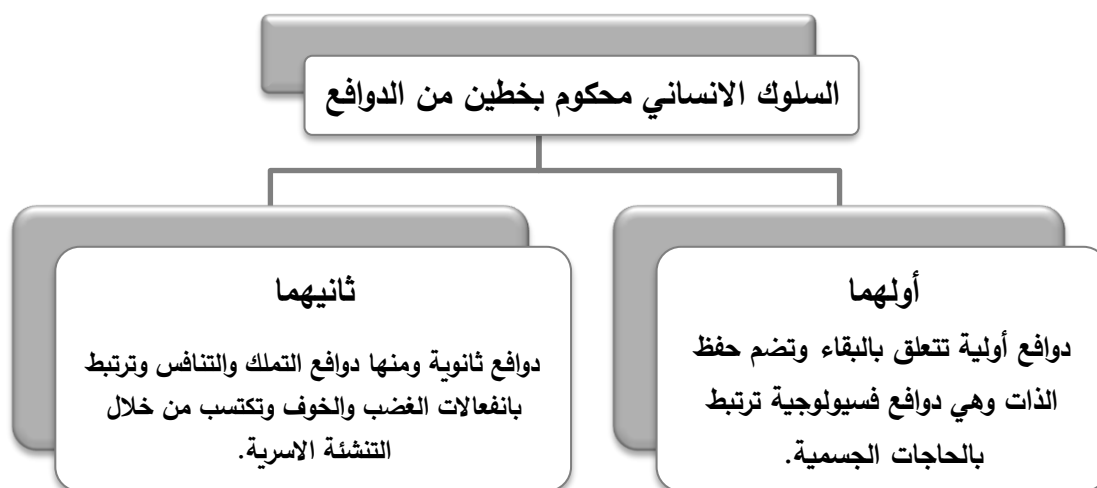 السلوك الانساني محكوم بخطين من الدوافع
أولهما
دوافع أولية تتعلق بالبقاء وتضم حفظ
الذات وهي دوافع فسيولوجية ترتبط
بالحاجات الجسمية.
ثانيهما
دوافع ثانوية ومنها دوافع التملك والتنافس وترتبط
بانفعالات الغضب والخوف وتكتسب من خلال
التنشئة الاسرية.